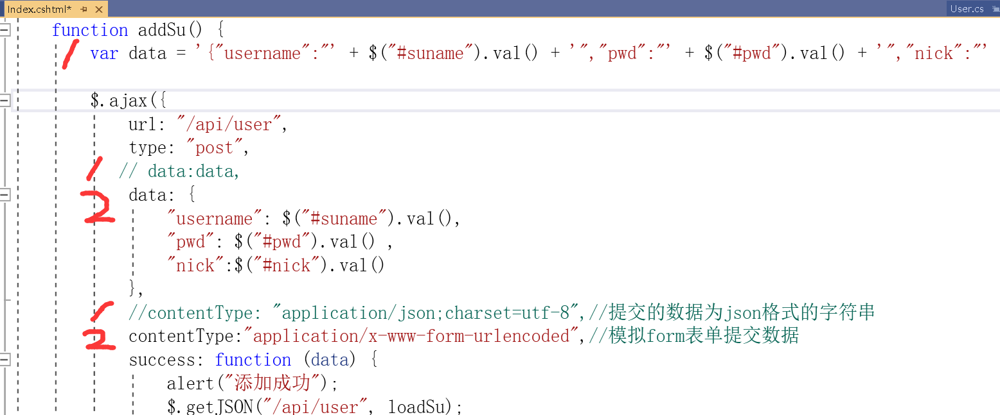 Index.cshtml*
User.cs
function addSu() {
1 var data = '{"username":"' + $("#suname").val() + '","pwd":"' + $("#pwd").val() + '","nick":"'
$.ajax({
url: "/api/user",
type: "post",
1 // data:data,
2 data: {
"username": $("#suname").val(),
"pwd": $("#pwd").val() ,
"nick":$("#nick").val()
},
1 //contentType: "application/json;charset=utf-8",//提交的数据为json格式的字符串
2 contentType:"application/x-www-form-urlencoded",//模拟form表单提交数据
success: function (data) {
alert("添加成功");
$.getJSON("/api/user", loadSu);